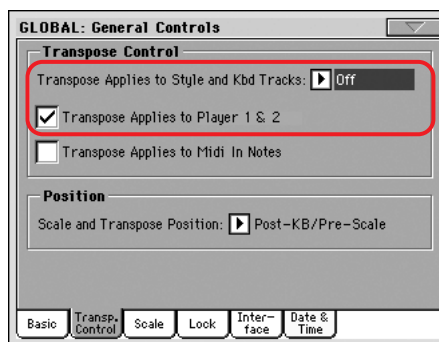 GLOBAL: General Controls
Transpose Control
Transpose Applies to Style and Kbd Tracks: Off
Transpose Applies to Player 1 & 2
Transpose Applies to Midi In Notes
Position
Scale and Transpose Position: Post-KB/Pre-Scale
Basic Transp. Control Scale Lock Inter-face Date & Time